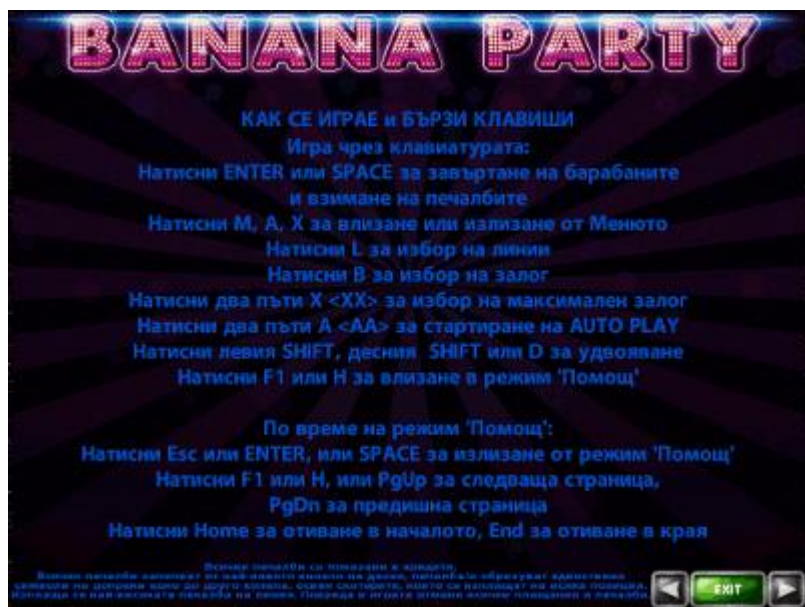 BANANA PARTY
КАК СЕ ИГРАЕ и БЪРЗИ КЛАВИШИ
Игра чрез клавиатурата:
Натисни ENTER или SPACE за завъртане на барабаните
и взимане на печалбите
Натисни M, A, X за влизане или излизане от Менюто
Натисни L за избор на линии
Натисни B за избор на залог
Натисни два пъти X <XX> за избор на максимален залог
Натисни два пъти A <AA> за стартиране на AUTO PLAY
Натисни левия SHIFT, десния SHIFT или D за удвояване
Натисни F1 или H за влизане в режим 'Помощ'
По време на режим 'Помощ':
Натисни Esc или ENTER, или SPACE за излизане от режим 'Помощ'
Натисни F1 или H, или PgUp за следваща страница,
PgDn за предишна страница
Натисни Home за отиване в началото, End за отиване в края
Всички печалби са показани в кредити,
EXIT